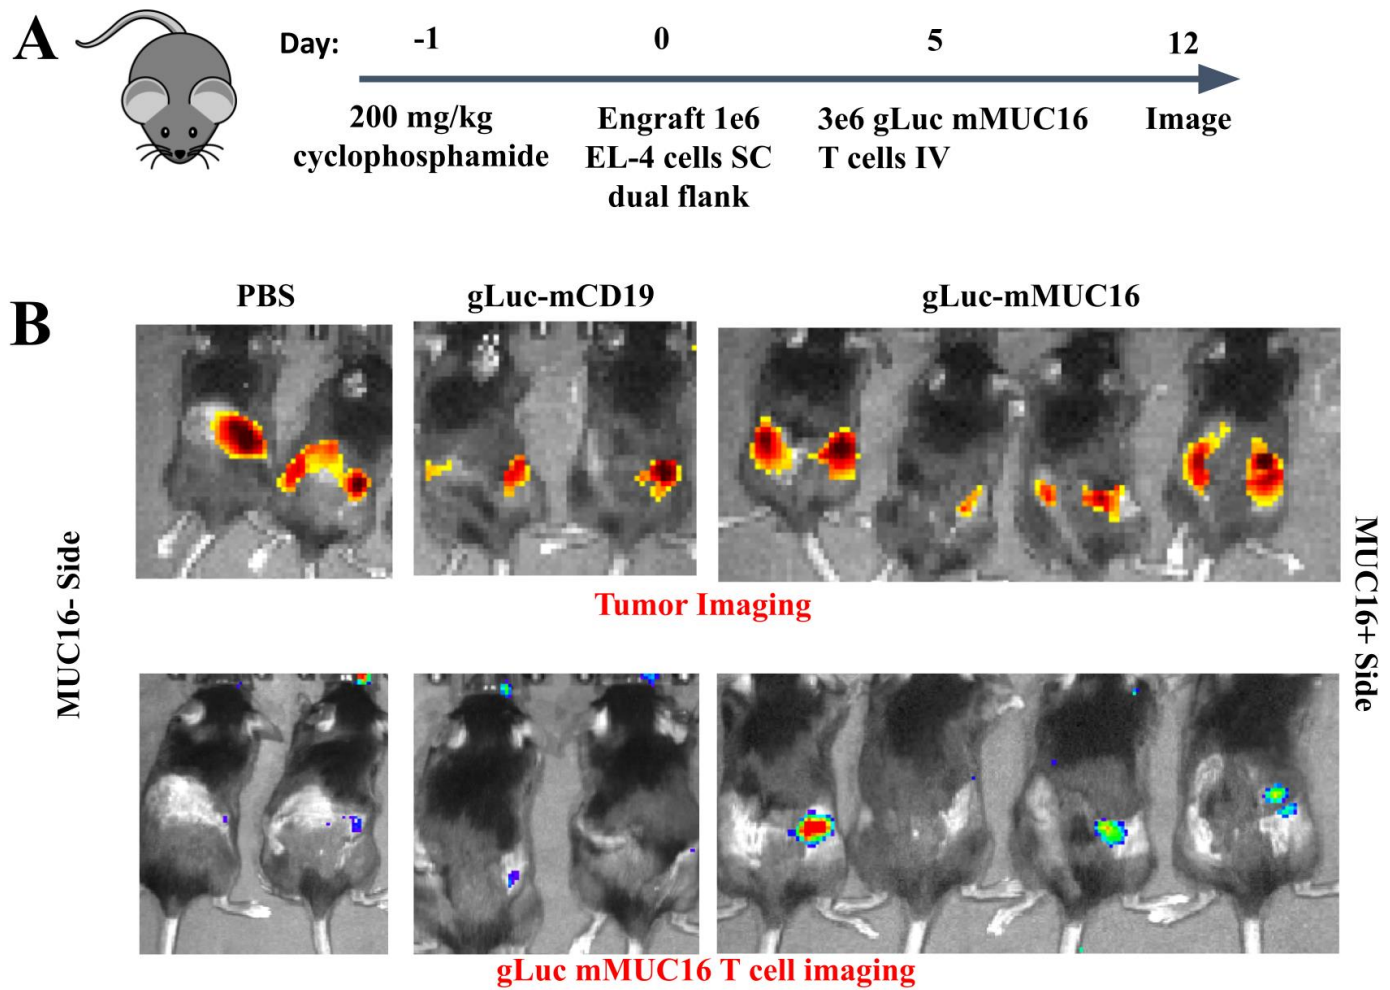 A
Day: -1 0 5 12
200 mg/kg
cyclophosphamide
Engraft 1e6
EL-4 cells SC
dual flank
3e6 gLuc mMUC16
T cells IV
Image
B
PBS
gLuc-mCD19
gLuc-mMUC16
MUC16- Side
MUC16+ Side
Tumor Imaging
gLuc mMUC16 T cell imaging